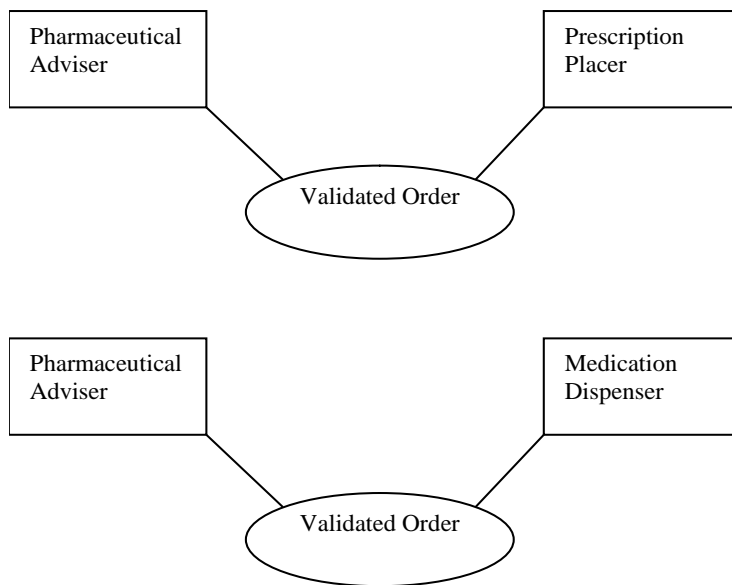 Pharmaceutical
Adviser
Prescription
Placer
Validated Order
Pharmaceutical
Adviser
Medication
Dispenser
Validated Order